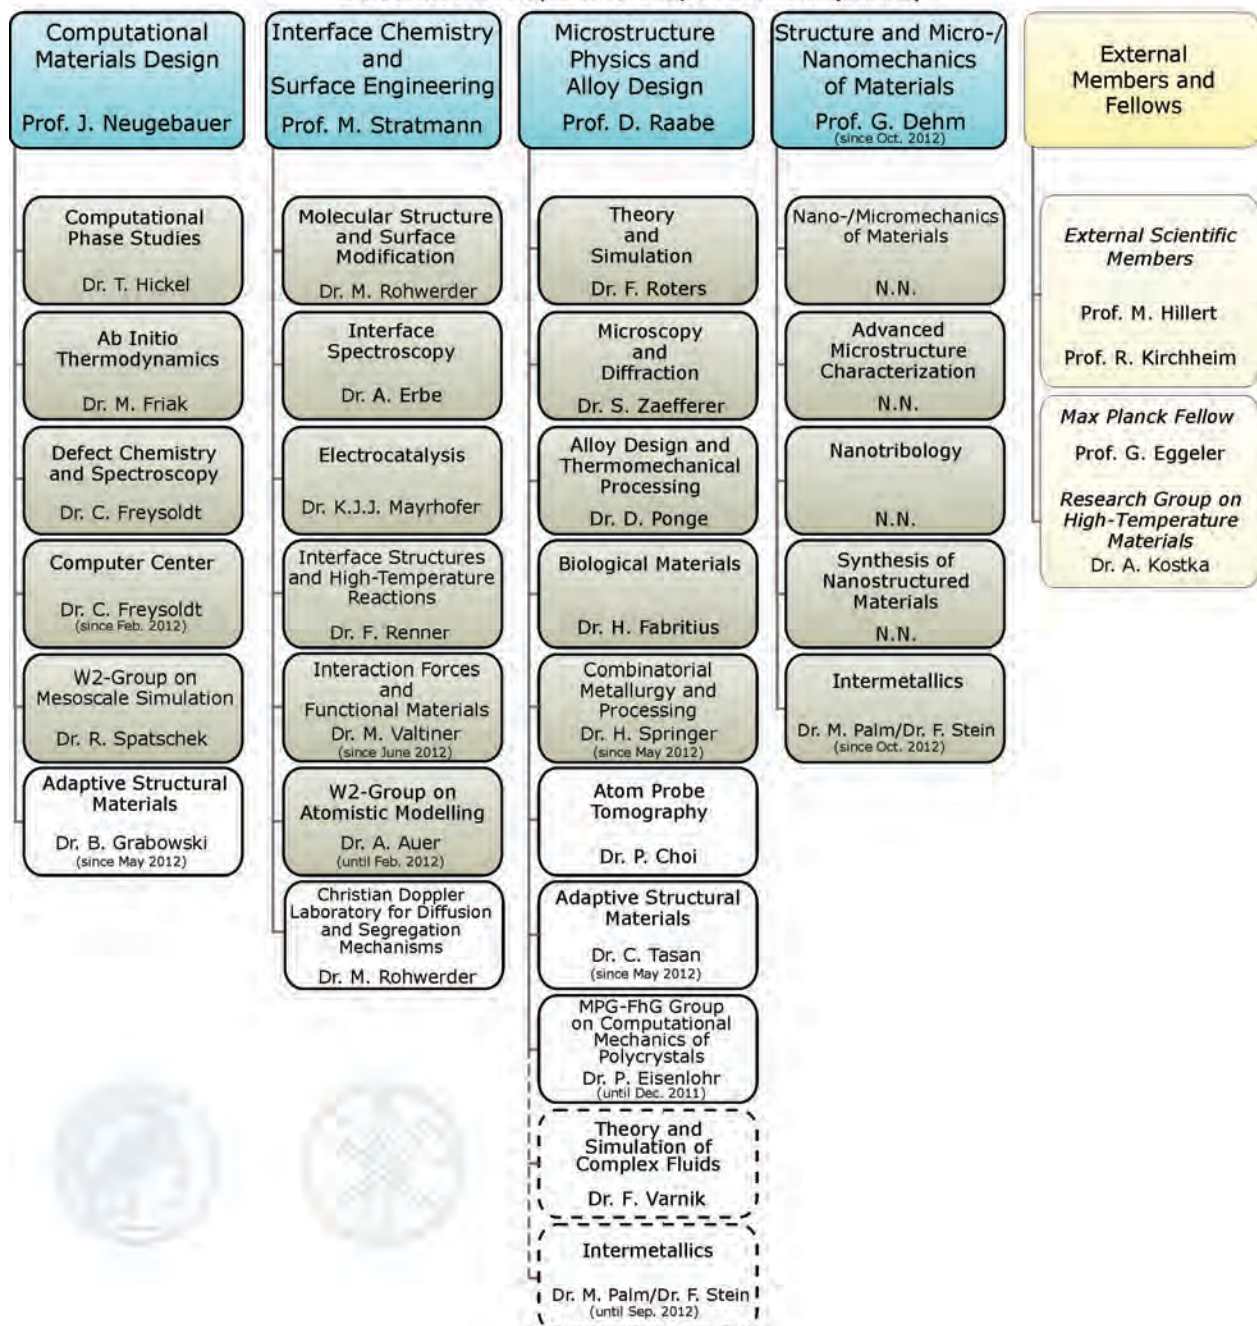 Computational
Materials Design
Prof. J. Neugebauer
Computational
Phase Studies
Dr. T. Hickel
Ab Initio
Thermodynamics
Dr. M. Friak
Defect Chemistry
and Spectroscopy
Dr. C. Freysoldt
Computer Center
Dr. C. Freysoldt
(since Feb. 2012)
W2-Group on
Mesoscale Simulation
Dr. R. Spatschek
Adaptive Structural
Materials
Dr. B. Grabowski
(since May 2012)
Interface Chemistry
and
Surface Engineering
Prof. M. Stratmann
Molecular Structure
and Surface
Modification
Dr. M. Rohwerder
Interface
Spectroscopy
Dr. A. Erbe
Electrocatalysis
Dr. K.J.J. Mayrhofer
Interface Structures
and High-Temperature
Reactions
Dr. F. Renner
Interaction Forces
and
Functional Materials
Dr. M. Valtiner
(since June 2012)
W2-Group on
Atomistic Modelling
Dr. A. Auer
(until Feb. 2012)
Christian Doppler
Laboratory for Diffusion
and Segregation
Mechanisms
Dr. M. Rohwerder
Microstructure
Physics and
Alloy Design
Prof. D. Raabe
Theory
and
Simulation
Dr. F. Roters
Microscopy
and
Diffraction
Dr. S. Zaefferer
Alloy Design and
Thermomechanical
Processing
Dr. D. Ponge
Biological Materials
Dr. H. Fabritius
Combinatorial
Metallurgy and
Processing
Dr. H. Springer
(since May 2012)
Atom Probe
Tomography
Dr. P. Choi
Adaptive Structural
Materials
Dr. C. Tasan
(since May 2012)
MPG-FhG Group
on Computational
Mechanics of
Polycrystals
Dr. P. Eisenlohr
(until Dec. 2011)
Theory and
Simulation of
Complex Fluids
Dr. F. Varnik
Intermetallics
Dr. M. Palm/Dr. F. Stein
(until Sep. 2012)
Structure and Micro-/
Nanomechanics
of Materials
Prof. G. Dehm
(since Oct. 2012)
Nano-/Micromechanics
of Materials
N.N.
Advanced
Microstructure
Characterization
N.N.
Nanotribology
N.N.
Synthesis of
Nanostructured
Materials
N.N.
Intermetallics
Dr. M. Palm/Dr. F. Stein
(since Oct. 2012)
External
Members and
Fellows
External Scientific
Members
Prof. M. Hillert
Prof. R. Kirchheim
Max Planck Fellow
Prof. G. Eggeler
Research Group on
High-Temperature
Materials
Dr. A. Kostka